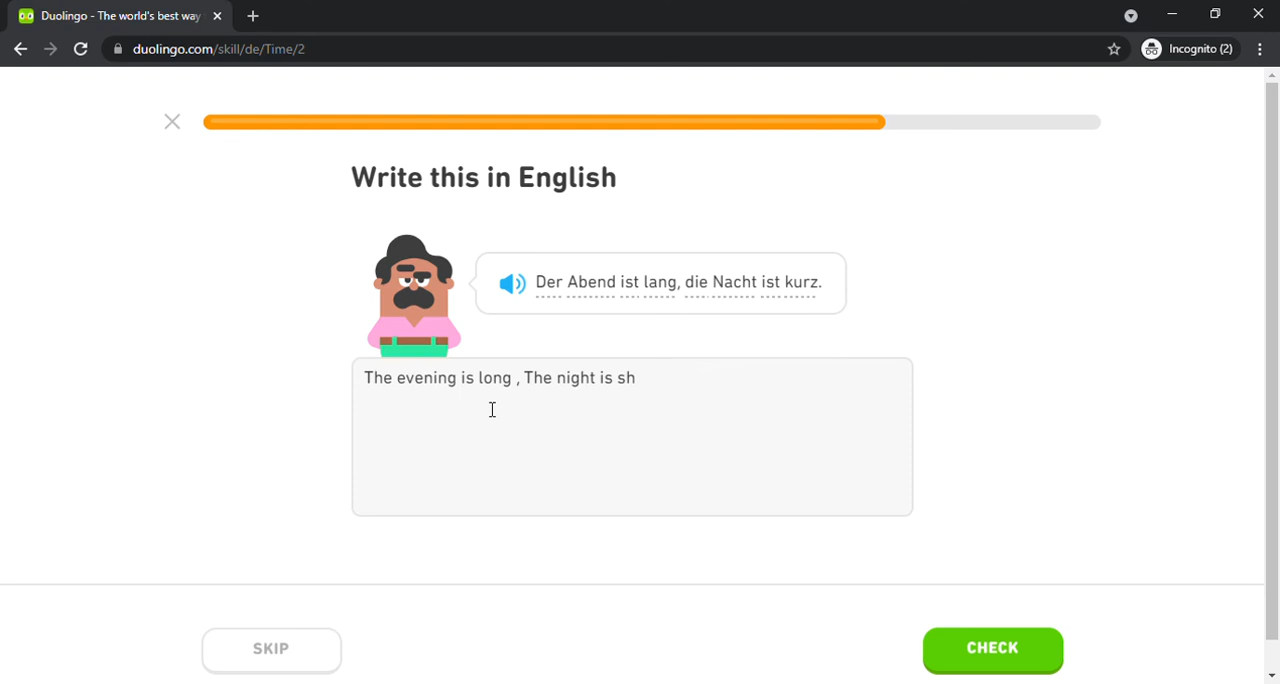 Duolingo - The world's best way
duolingo.com/skill/de/Time/2
Incognito (2)
Write this in English
Der Abend ist lang, die Nacht ist kurz.
The evening is long , The night is sh
SKIP
CHECK